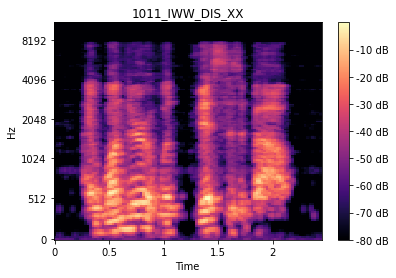 1011_IWW_DIS_XX
8192
4096
2048
1024
512
0
Hz
0
0.5
1
1.5
2
Time
-10 dB
-20 dB
-30 dB
-40 dB
-50 dB
-60 dB
-70 dB
-80 dB